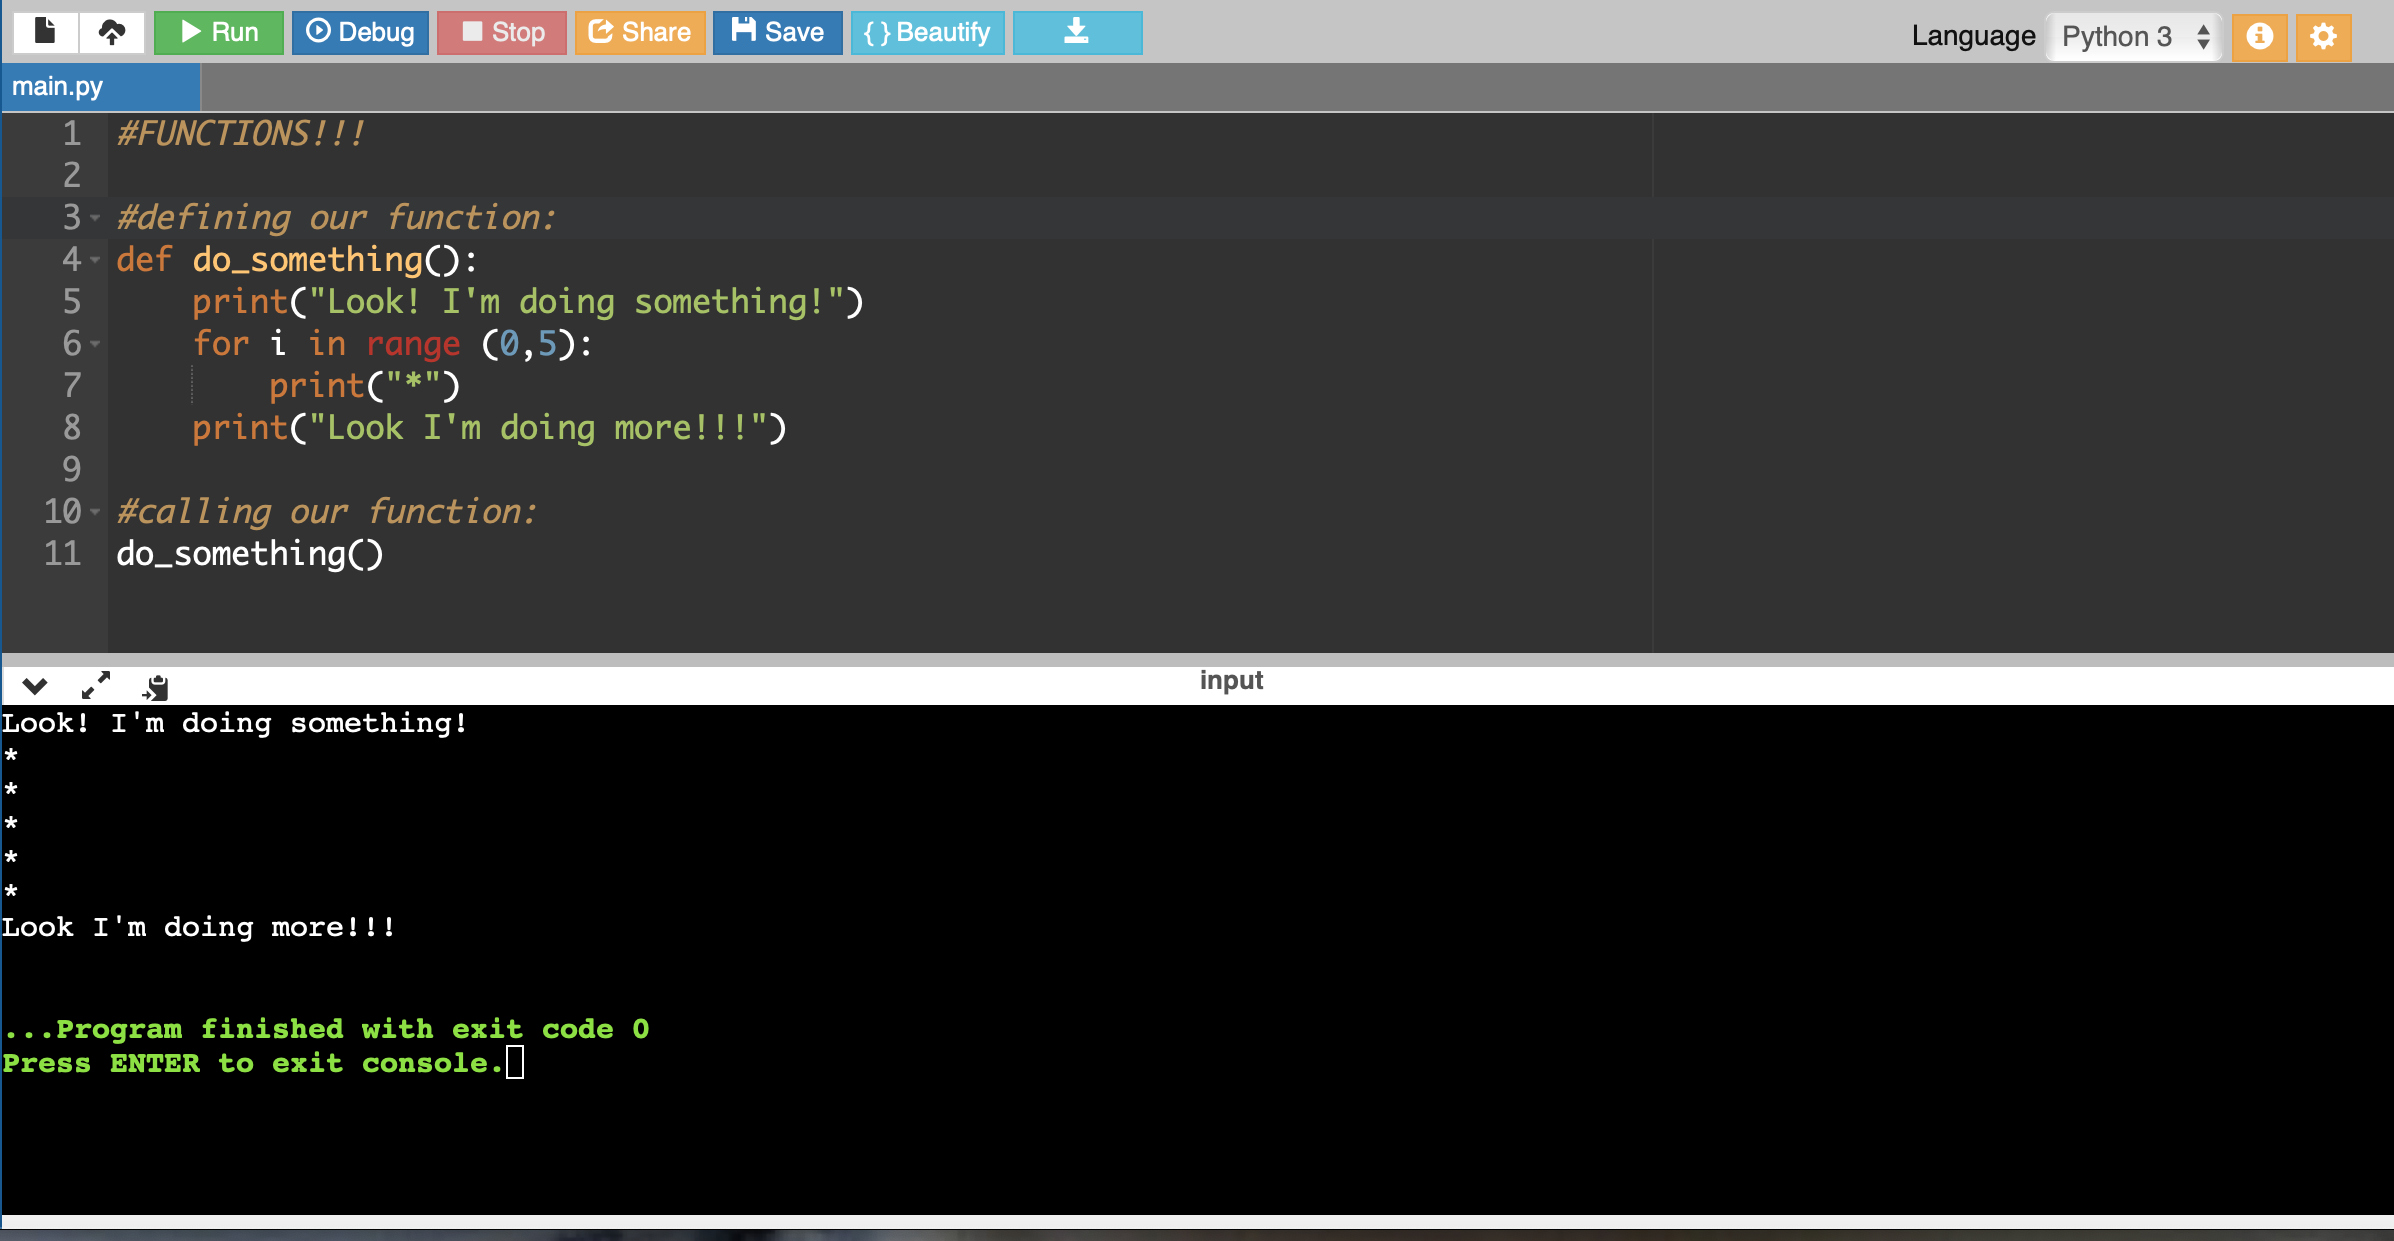 Run Debug Stop Share Save { } Beautify Language Python 3
main.py
1 #FUNCTIONS!!!
2
3 #defining our function:
4 def do_something():
5     print("Look! I'm doing something!")
6     for i in range (0,5):
7         print("*")
8     print("Look I'm doing more!!!")
9
10 #calling our function:
11 do_something()
input
Look! I'm doing something!
*
*
*
*
*
Look I'm doing more!!!
...Program finished with exit code 0
Press ENTER to exit console.